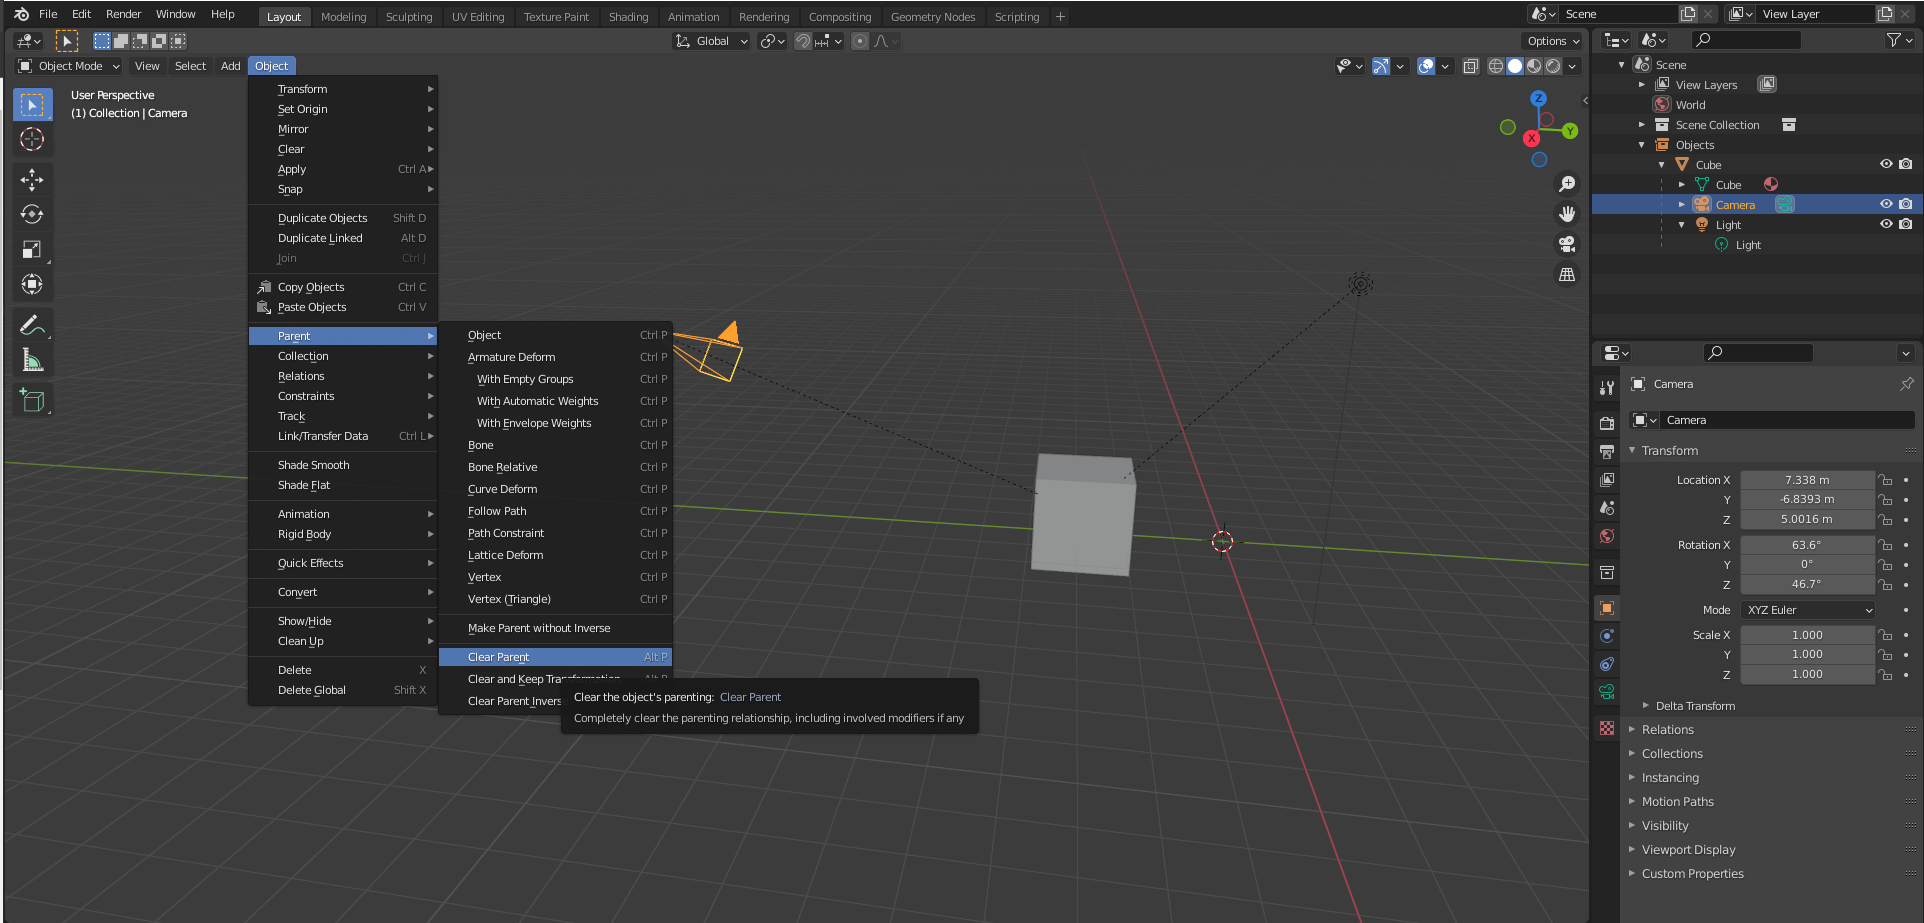 File Edit Render Window Help Layout Modeling Sculpting UV Editing Texture Paint Shading Animation Rendering Compositing Geometry Nodes Scripting + Scene View Layer
Global Options
Object Mode View Select Add Object
User Perspective
(1) Collection | Camera
Transform
Set Origin
Mirror
Clear
Apply Ctrl A
Snap
Duplicate Objects Shift D
Duplicate Linked Alt D
Join Ctrl J
Copy Objects Ctrl C
Paste Objects Ctrl V
Parent
Collection
Relations
Constraints
Track
Link/Transfer Data Ctrl L
Shade Smooth
Shade Flat
Animation
Rigid Body
Quick Effects
Convert
Show/Hide
Clean Up
Delete X
Delete Global Shift X
Object Ctrl P
Armature Deform Ctrl P
With Empty Groups Ctrl P
With Automatic Weights Ctrl P
With Envelope Weights Ctrl P
Bone Ctrl P
Bone Relative Ctrl P
Curve Deform Ctrl P
Follow Path Ctrl P
Path Constraint Ctrl P
Lattice Deform Ctrl P
Vertex Ctrl P
Vertex (Triangle) Ctrl P
Make Parent without Inverse
Clear Parent Alt P
Clear and Keep Transformation Alt P
Clear Parent Inverse
Clear the object's parenting: Clear Parent
Completely clear the parenting relationship, including involved modifiers if any
Z
Y
X
Scene
View Layers
World
Scene Collection
Objects
Cube
Cube
Camera
Light
Light
Camera
Camera
Transform
Location X 7.338 m
Y -6.8393 m
Z 5.0016 m
Rotation X 63.6°
Y 0°
Z 46.7°
Mode XYZ Euler
Scale X 1.000
Y 1.000
Z 1.000
Delta Transform
Relations
Collections
Instancing
Motion Paths
Visibility
Viewport Display
Custom Properties